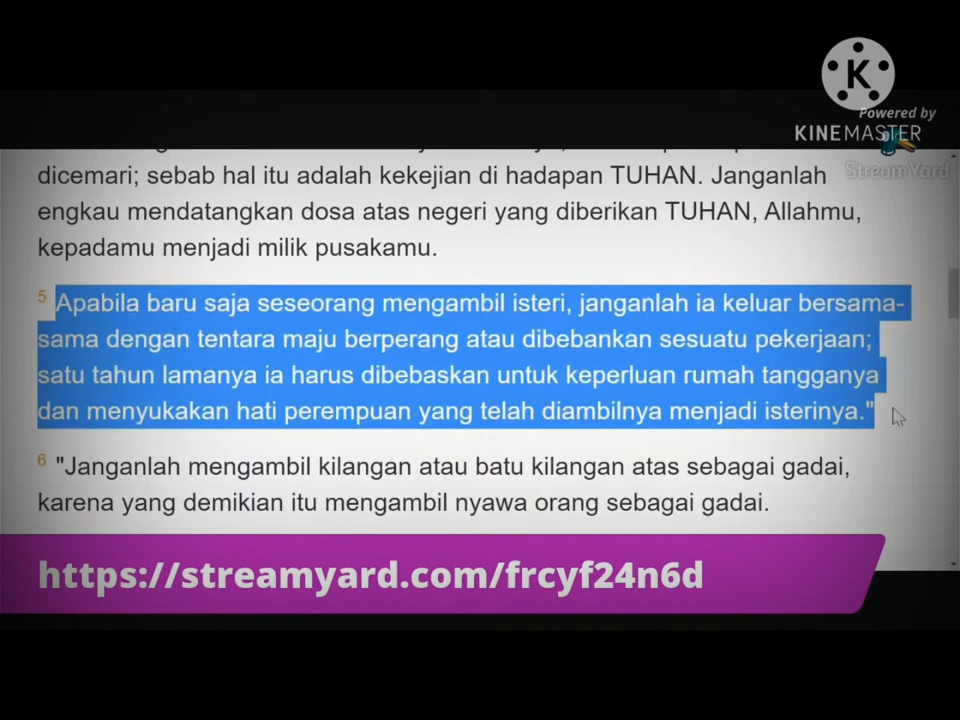 Powered by
KINEMASTER
StreamYard
dicemari; sebab hal itu adalah kekejian di hadapan TUHAN. Janganlah
engkau mendatangkan dosa atas negeri yang diberikan TUHAN, Allahmu,
kepadamu menjadi milik pusakamu.
5 Apabila baru saja seseorang mengambil isteri, janganlah ia keluar bersama-
sama dengan tentara maju berperang atau dibebankan sesuatu pekerjaan;
satu tahun lamanya ia harus dibebaskan untuk keperluan rumah tangganya
dan menyukakan hati perempuan yang telah diambilnya menjadi isterinya."
6 "Janganlah mengambil kilangan atau batu kilangan atas sebagai gadai,
karena yang demikian itu mengambil nyawa orang sebagai gadai.
https://streamyard.com/frcyf24n6d